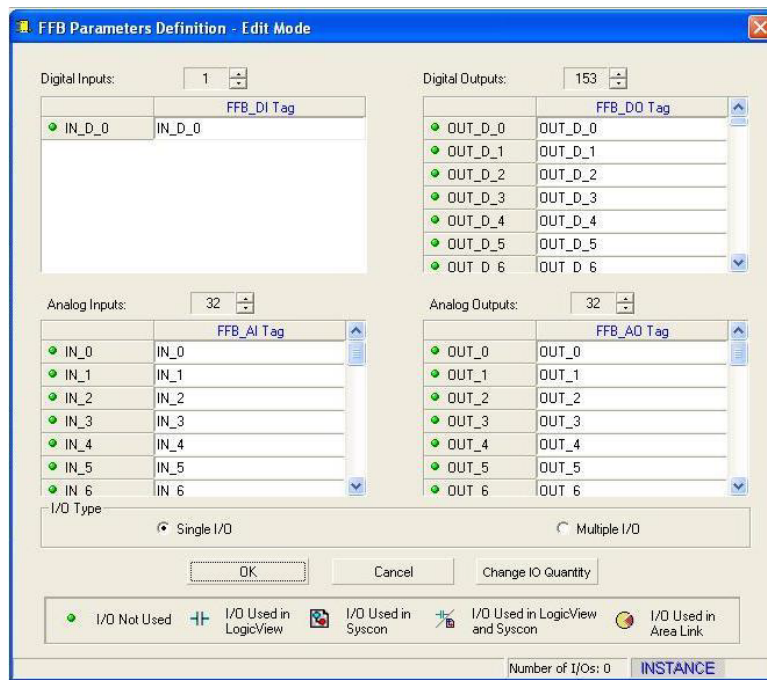 FFB Parameters Definition - Edit Mode
Digital Inputs: 1
FFB_DI Tag
IN_D_0 IN_D_0
Digital Outputs: 153
FFB_DO Tag
OUT_D_0 OUT_D_0
OUT_D_1 OUT_D_1
OUT_D_2 OUT_D_2
OUT_D_3 OUT_D_3
OUT_D_4 OUT_D_4
OUT_D_5 OUT_D_5
OUT_D_6 OUT_D_6
Analog Inputs: 32
FFB_AI Tag
IN_0 IN_0
IN_1 IN_1
IN_2 IN_2
IN_3 IN_3
IN_4 IN_4
IN_5 IN_5
IN_6 IN_6
Analog Outputs: 32
FFB_AO Tag
OUT_0 OUT_0
OUT_1 OUT_1
OUT_2 OUT_2
OUT_3 OUT_3
OUT_4 OUT_4
OUT_5 OUT_5
OUT_6 OUT_6
I/O Type
Single I/O
Multiple I/O
OK
Cancel
Change IO Quantity
I/O Not Used
I/O Used in
LogicView
I/O Used in
Syscon
I/O Used in LogicView
and Syscon
I/O Used in
Area Link
Number of I/Os: 0
INSTANCE